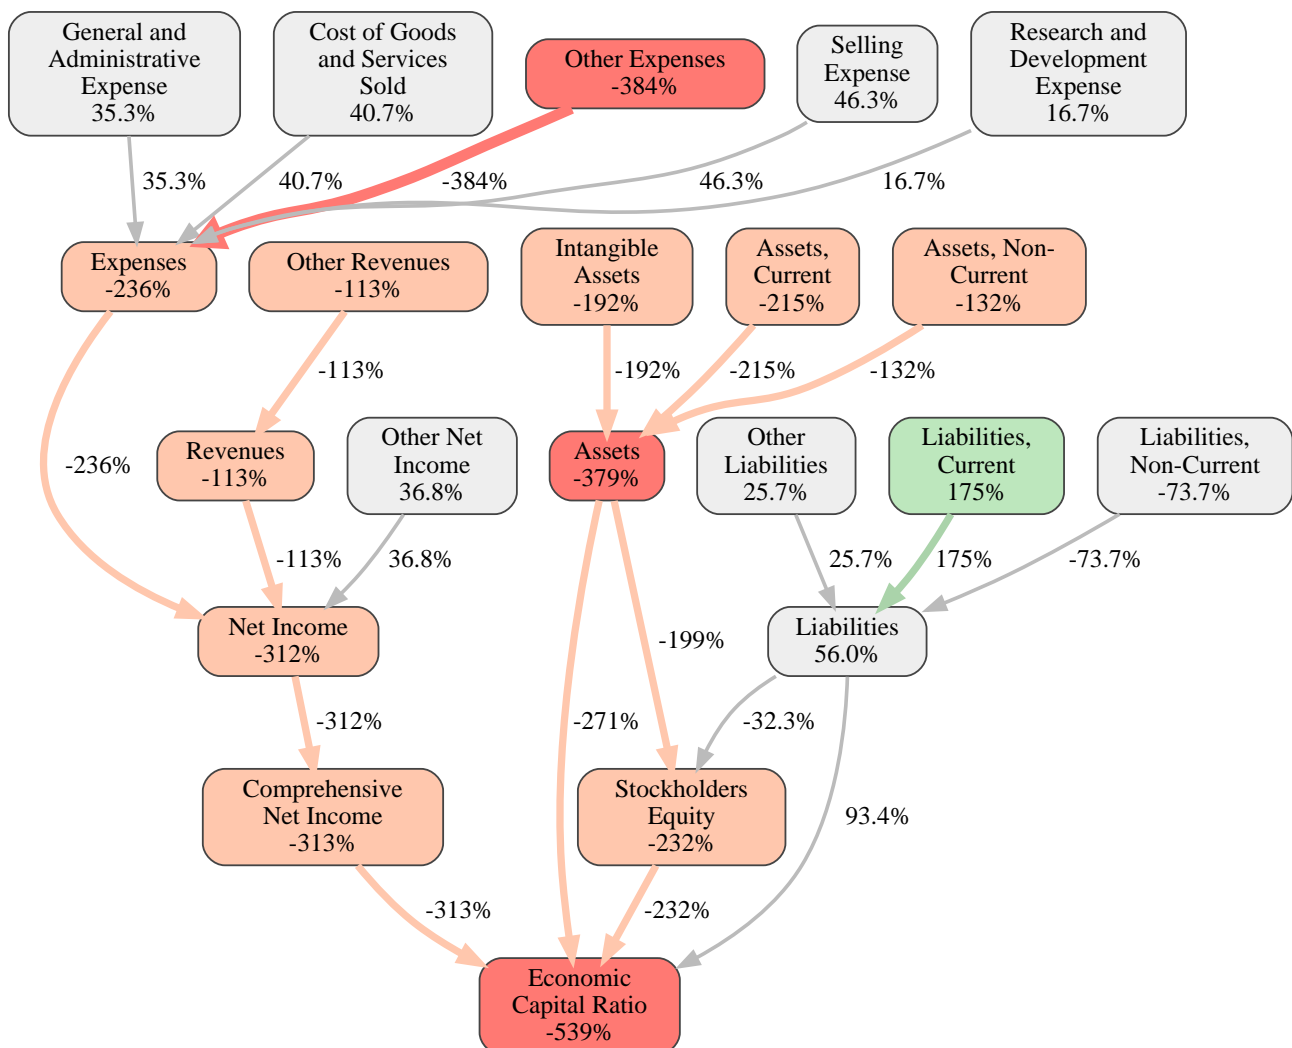 General and
Administrative
Expense
35.3%
Cost of Goods
and Services
Sold
40.7%
Other Expenses
-384%
Selling
Expense
46.3%
Research and
Development
Expense
16.7%
35.3%
40.7%
-384%
46.3%
16.7%
Expenses
-236%
Other Revenues
-113%
Intangible
Assets
-192%
Assets,
Current
-215%
Assets, Non-
Current
-132%
-113%
-192%
-215%
-132%
-236%
Revenues
-113%
Other Net
Income
36.8%
Assets
-379%
Other
Liabilities
25.7%
Liabilities,
Current
175%
Liabilities,
Non-Current
-73.7%
-113%
36.8%
25.7%
175%
-73.7%
Net Income
-312%
-199%
Liabilities
56.0%
-312%
-271%
-32.3%
Comprehensive
Net Income
-313%
Stockholders
Equity
-232%
93.4%
-313%
-232%
Economic
Capital Ratio
-539%